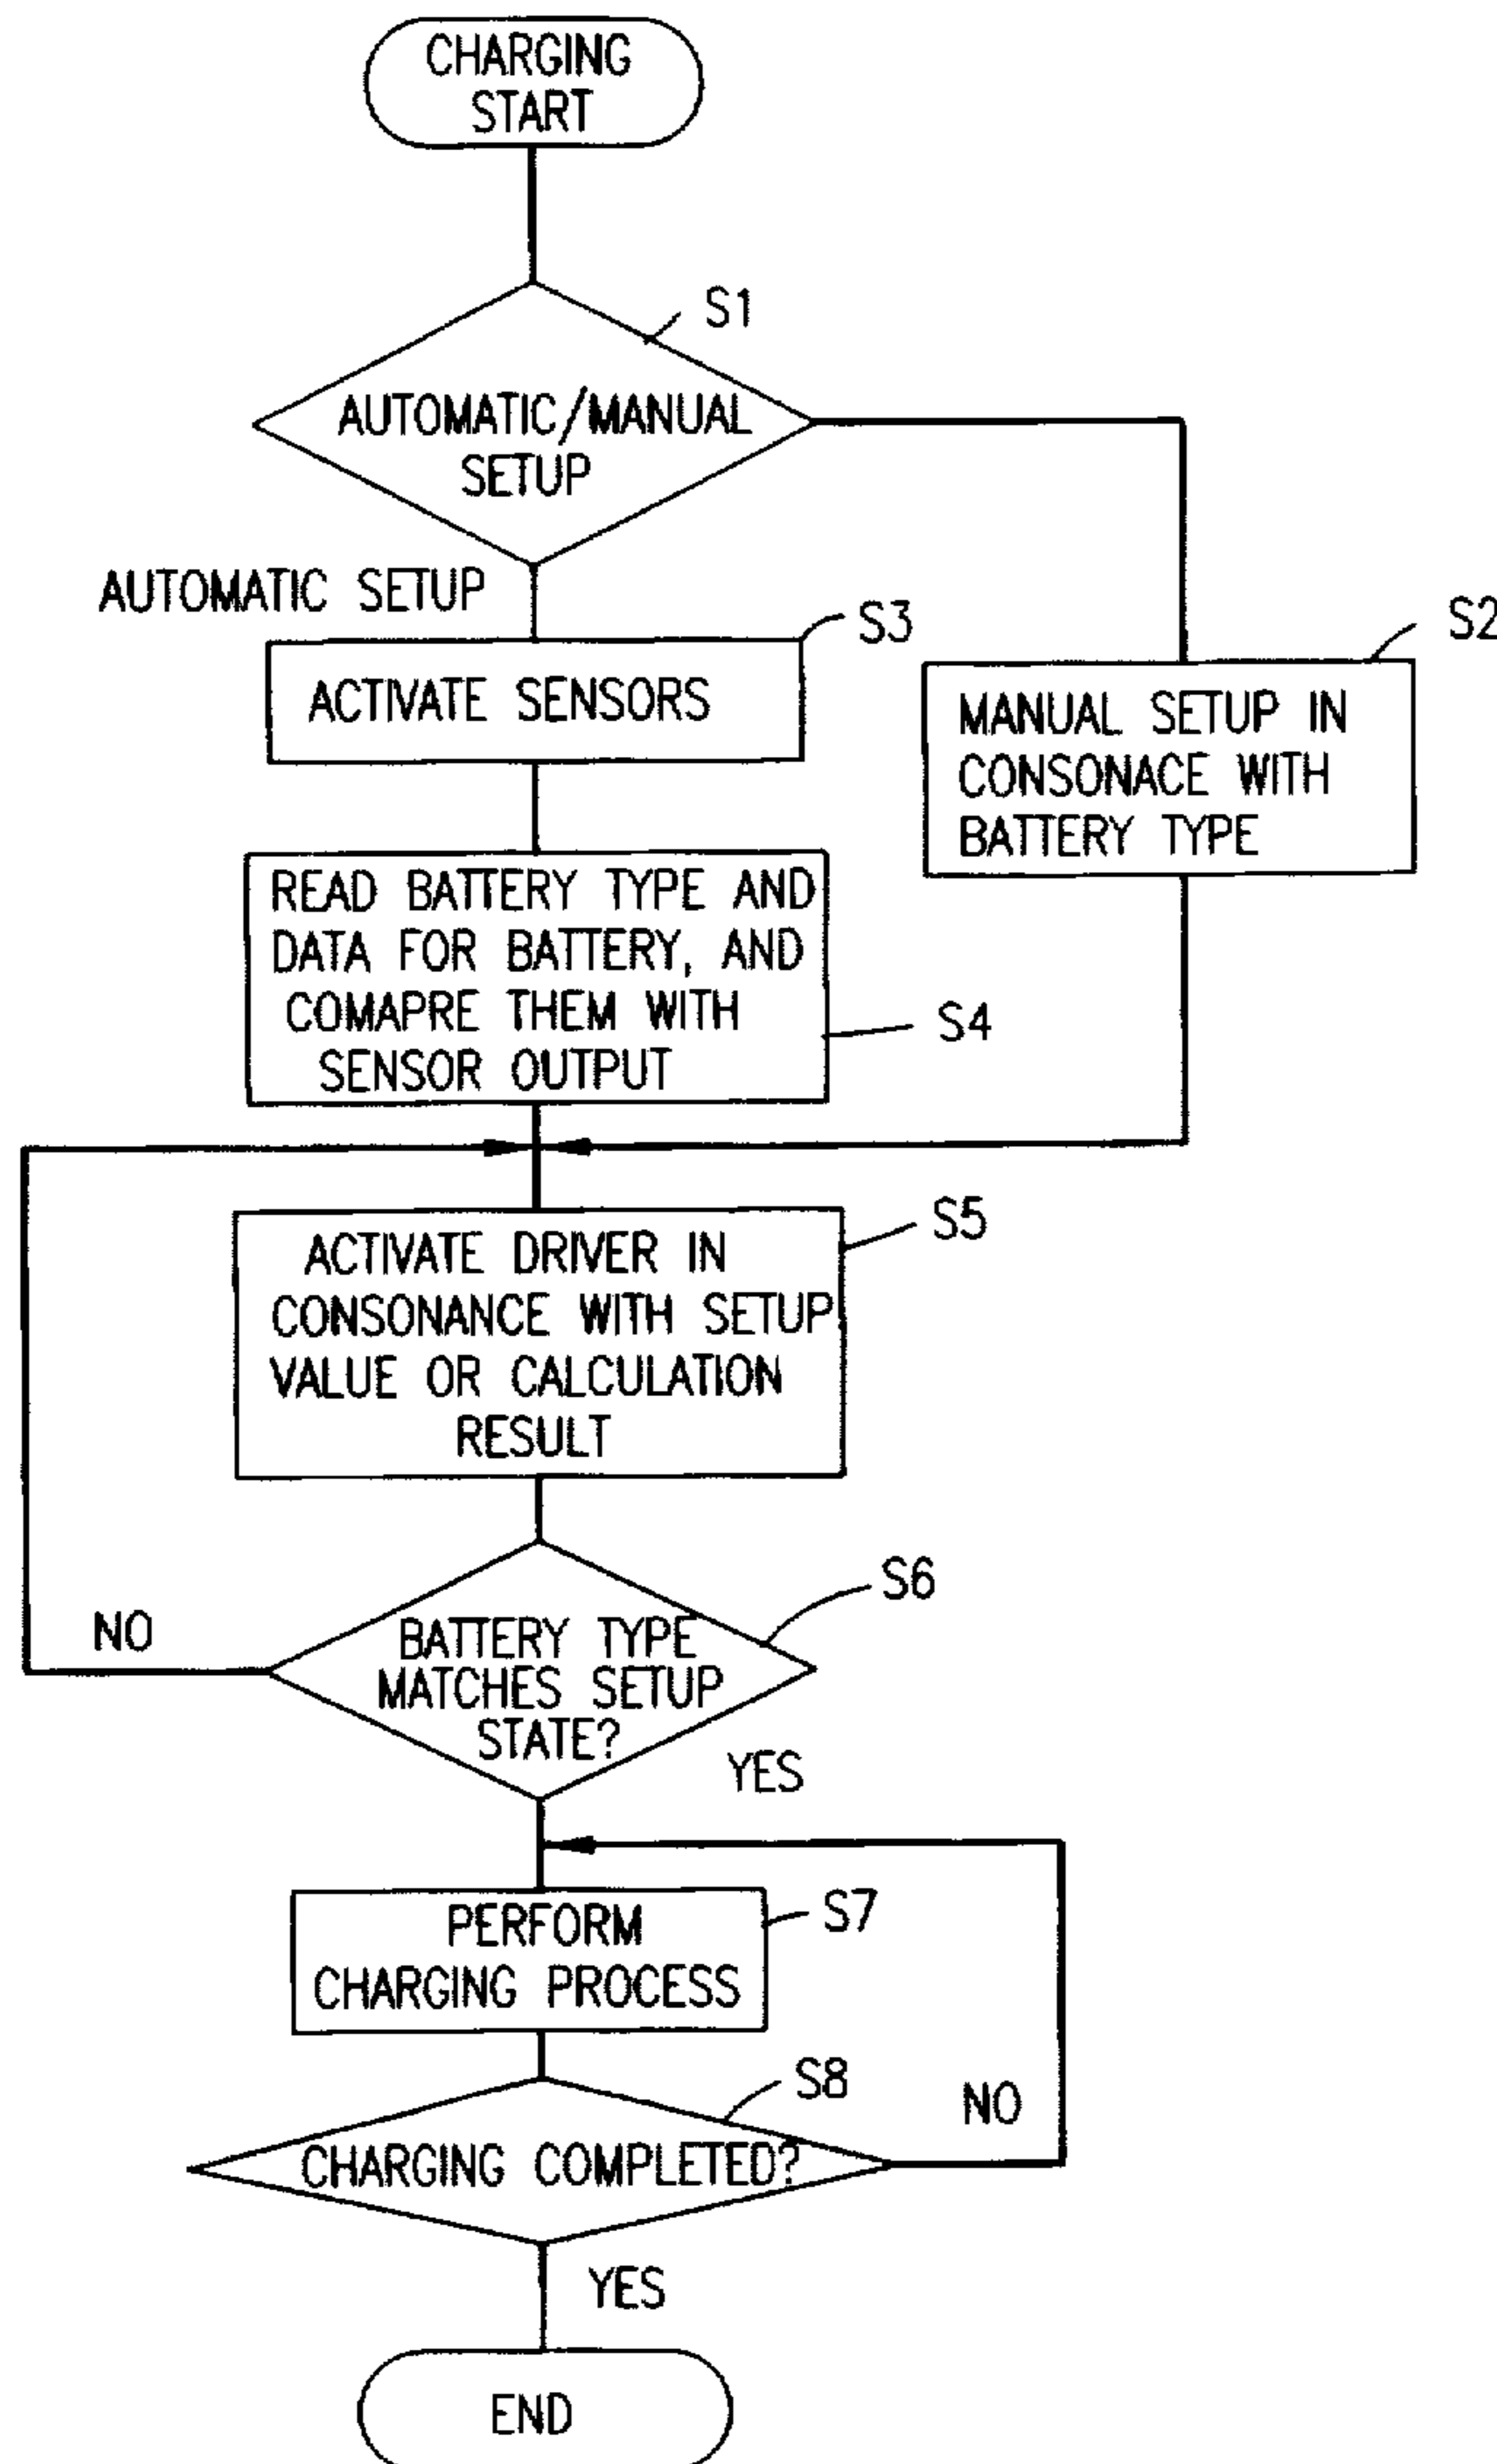 CHARGING
START
S1
AUTOMATIC/MANUAL
SETUP
AUTOMATIC SETUP
S3
ACTIVATE SENSORS
S2
MANUAL SETUP IN
CONSONACE WITH
BATTERY TYPE
READ BATTERY TYPE AND
DATA FOR BATTERY, AND
COMAPRE THEM WITH
SENSOR OUTPUT
S4
S5
ACTIVATE DRIVER IN
CONSONANCE WITH SETUP
VALUE OR CALCULATION
RESULT
S6
NO
BATTERY TYPE
MATCHES SETUP
STATE?
YES
S7
PERFORM
CHARGING PROCESS
S8
NO
CHARGING COMPLETED?
YES
END